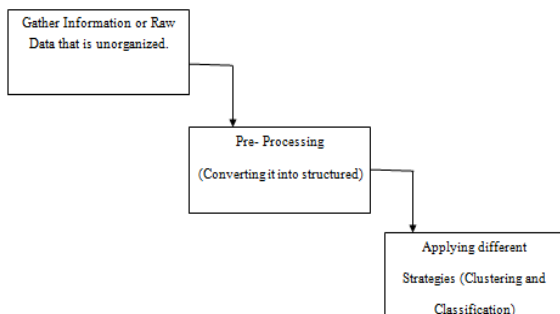 Gather Information or Raw
Data that is unorganized.
Pre- Processing
(Converting it into structured)
Applying different
Strategies (Clustering and
Classification)